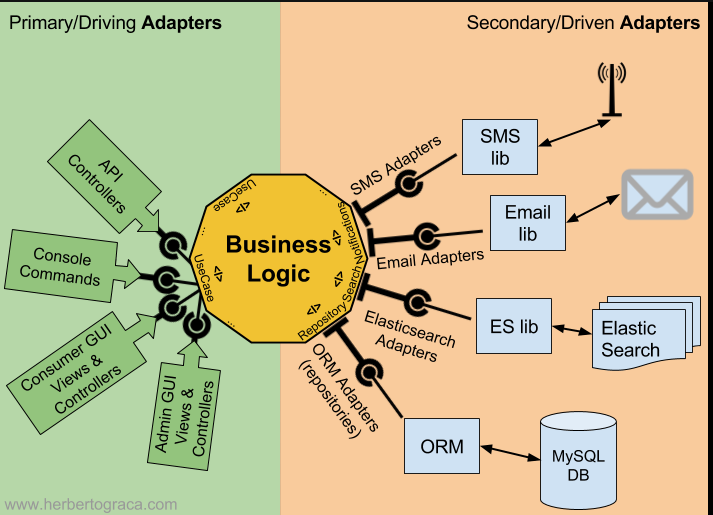 Primary/Driving Adapters
Secondary/Driven Adapters
API
Controllers
Console
Commands
Consumer GUI
Views &
Controllers
Admin GUI
Views &
Controllers
Business
Logic
UseCase
</>
...
...
UseCase
</>
...
Notifications
</>
Search
</>
Repository
</>
SMS Adapters
SMS
lib
Email Adapters
Email
lib
Elasticsearch
Adapters
ES lib
Elastic
Search
ORM Adapters
(repositories)
ORM
MySQL
DB
www.herbertograca.com